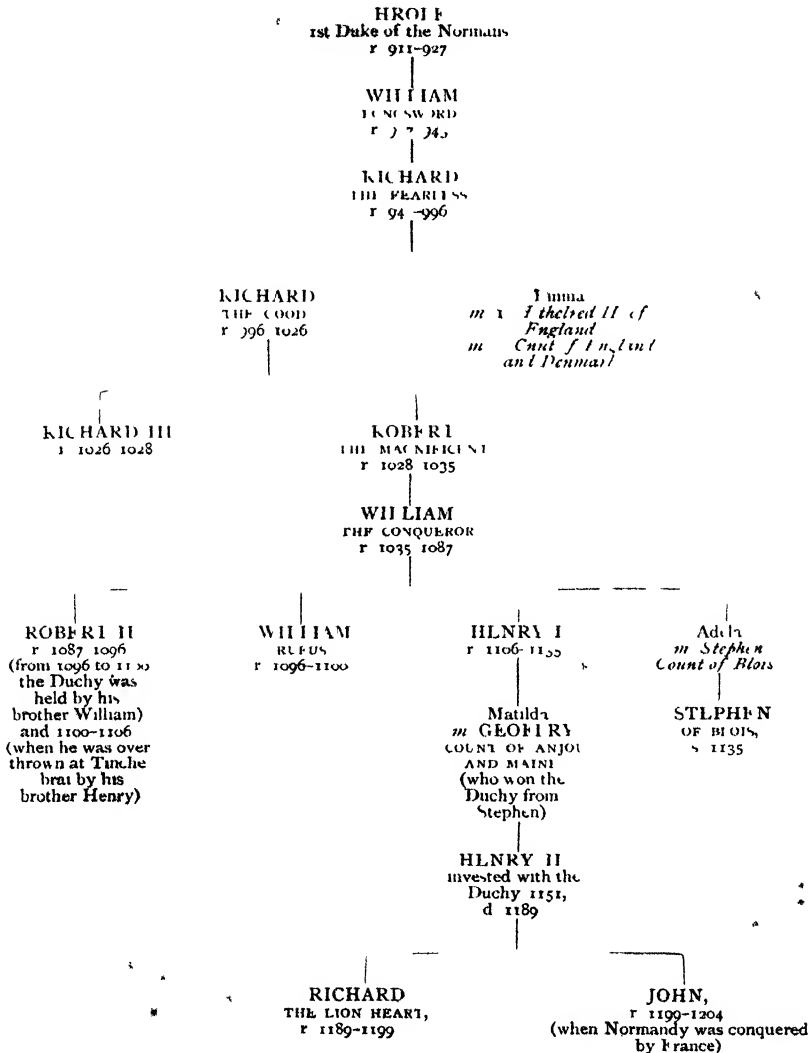 HROLF
1st Duke of the Normans
r 911-927
WILLIAM
LONGSWORD
r
RICHARD
THE FEARLESS
r 94 -996
RICHARD
THE GOOD
r 996 1026
Emma
m 1 Ethelred II of
England
m Cnut of England
and Denmark
RICHARD III
r 1026 1028
ROBERT
THE MAGNIFICENT
r 1028 1035
WILLIAM
THE CONQUEROR
r 1035 1087
ROBERT II
r 1087 1096
(from 1096 to 1100
the Duchy was
held by his
brother William)
and 1100-1106
(when he was over
thrown at Tinche
brai by his
brother Henry)
WILLIAM
RUFUS
r 1096-1100
HENRY I
r 1106-1135
Matilda
m GEOFFRY
COUNT OF ANJOU
AND MAINE
(who won the
Duchy from
Stephen)
HENRY II
invested with the
Duchy 1151,
d 1189
Adela
m Stephen
Count of Blois
STEPHEN
OF BLOIS,
s 1135
RICHARD
THE LION HEART,
r 1189-1199
JOHN,
r 1199-1204
(when Normandy was conquered
by France)